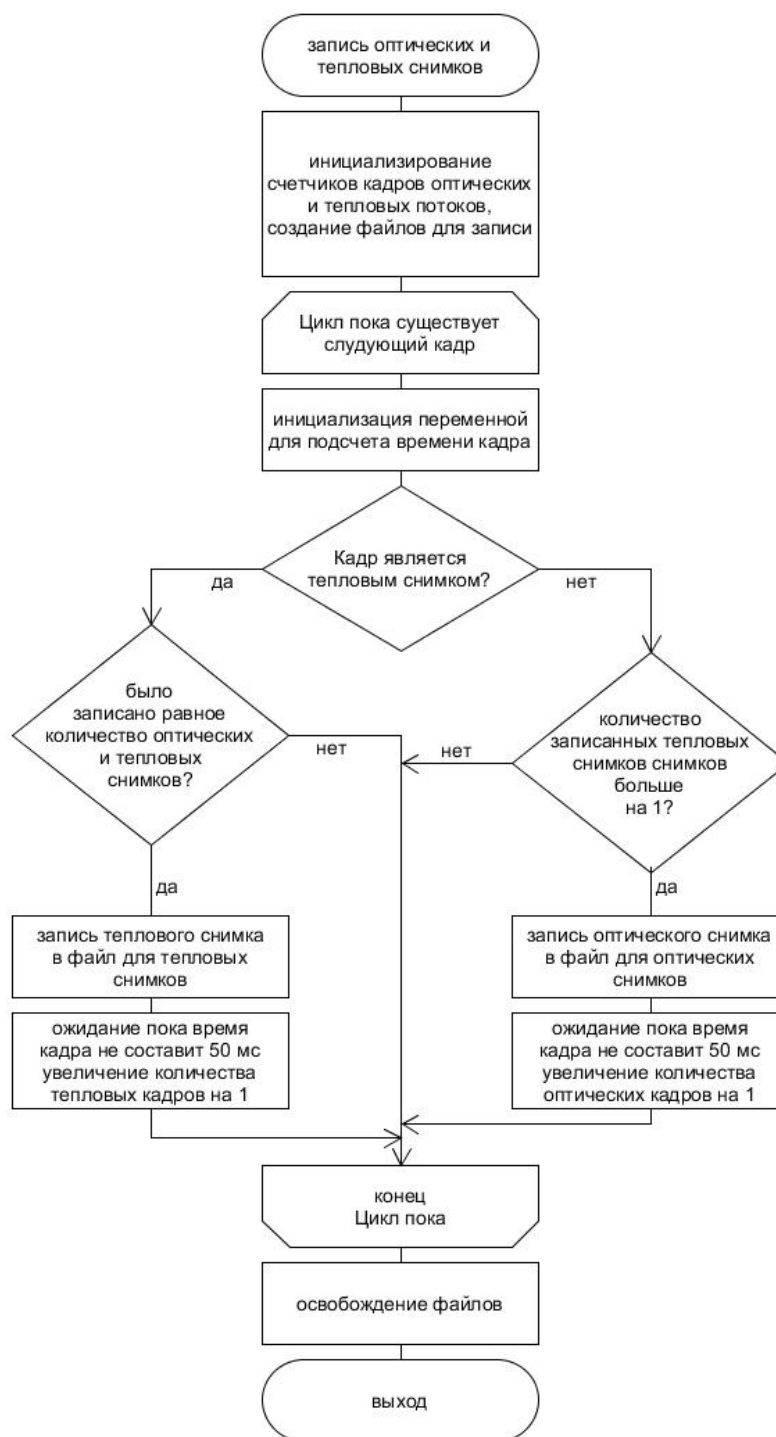 запись оптических и
тепловых снимков
инициализирование
счетчиков кадров оптических
и тепловых потоков,
создание файлов для записи
Цикл пока существует
слудующий кадр
инициализация переменной
для подсчета времени кадра
Кадр является
тепловым снимком?
да
нет
было
записано равное
количество оптических
и тепловых
снимков?
нет
нет
количество
записанных тепловых
снимков снимков
больше
на 1?
да
да
запись теплового снимка
в файл для тепловых
снимков
запись оптического снимка
в файл для оптических
снимков
ожидание пока время
кадра не составит 50 мс
увеличение количества
тепловых кадров на 1
ожидание пока время
кадра не составит 50 мс
увеличение количества
оптических кадров на 1
конец
Цикл пока
освобождение файлов
выход